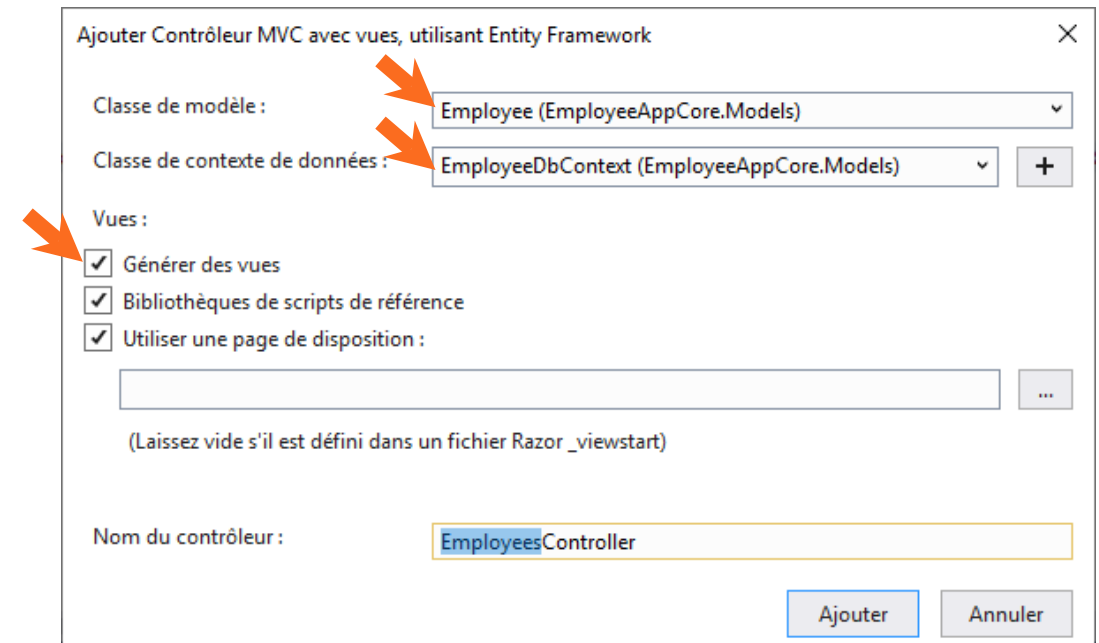 Ajouter Contrôleur MVC avec vues, utilisant Entity Framework
Classe de modèle :
Employee (EmployeeAppCore.Models)
Classe de contexte de données :
EmployeeDbContext (EmployeeAppCore.Models)
+
Vues :
Générer des vues
Bibliothèques de scripts de référence
Utiliser une page de disposition :
...
(Laissez vide s'il est défini dans un fichier Razor _viewstart)
Nom du contrôleur :
EmployeesController
Ajouter
Annuler